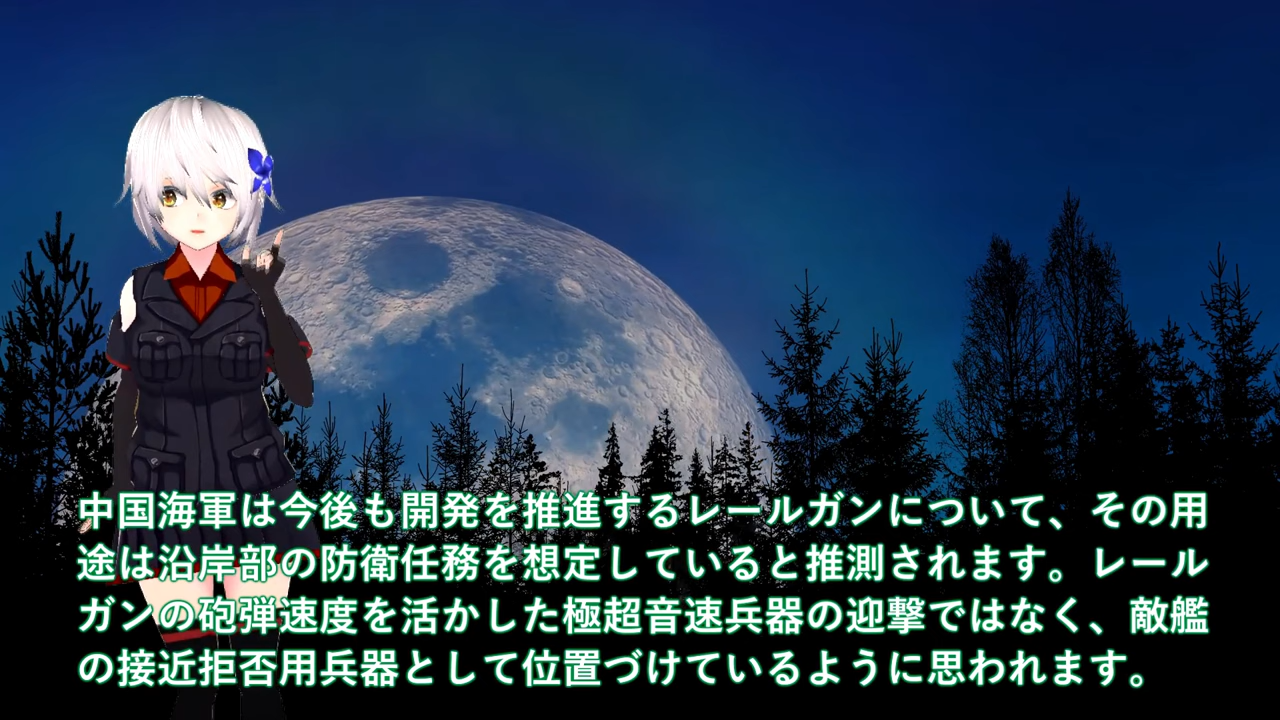 中国海軍は今後も開発を推進するレールガンについて、その用
途は沿岸部の防衛任務を想定していると推測されます。レール
ガンの砲弾速度を活かした極超音速兵器の迎撃ではなく、敵艦
の接近拒否用兵器として位置づけているように思われます。